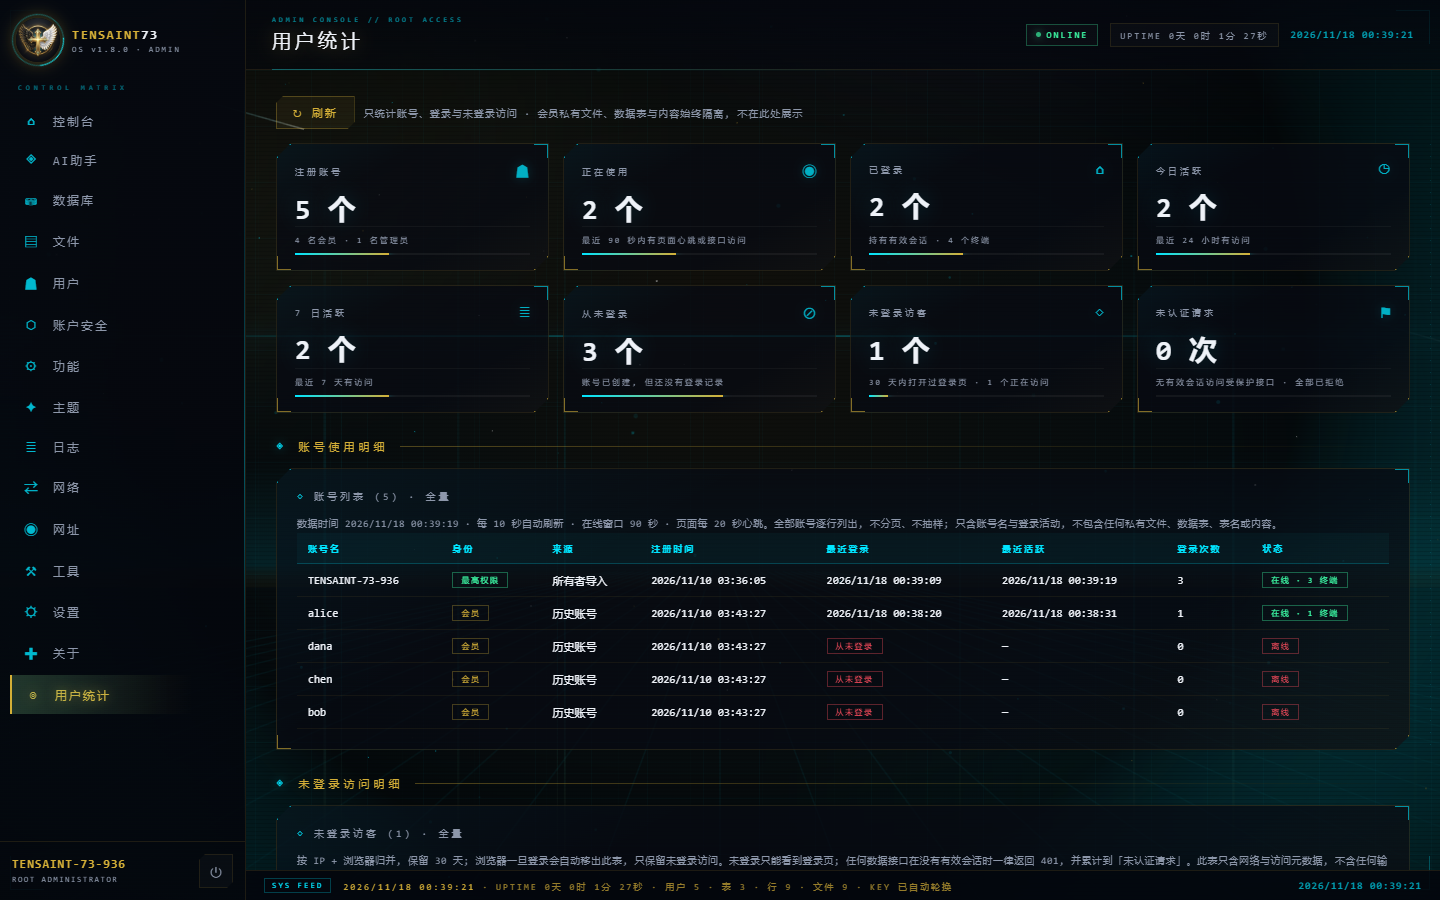 TENSAINT73
OS v1.8.0 · ADMIN
CONTROL MATRIX
控制台
AI助手
数据库
文件
用户
账户安全
功能
主题
日志
网络
网址
工具
设置
关于
用户统计
TENSAINT-73-936
ROOT ADMINISTRATOR
ADMIN CONSOLE // ROOT ACCESS
用户统计
ONLINE
UPTIME 0天 0时 1分 27秒
2026/11/18 00:39:21
刷新
只统计账号、登录与未登录访问 · 会员私有文件、数据表与内容始终隔离, 不在此处展示
注册账号
5 个
4 名会员 · 1 名管理员
正在使用
2 个
最近 90 秒内有页面心跳或接口访问
已登录
2 个
持有有效会话 · 4 个终端
今日活跃
2 个
最近 24 小时有访问
7 日活跃
2 个
最近 7 天有访问
从未登录
3 个
账号已创建, 但还没有登录记录
未登录访客
1 个
30 天内打开过登录页 · 1 个正在访问
未认证请求
0 次
无有效会话访问受保护接口 · 全部已拒绝
账号使用明细
账号列表 (5) · 全量
数据时间 2026/11/18 00:39:19 · 每 10 秒自动刷新 · 在线窗口 90 秒 · 页面每 20 秒心跳。全部账号逐行列出, 不分页、不抽样; 只含账号名与登录活动, 不包含任何私有文件、数据表、表名或内容。
账号名 身份 来源 注册时间 最近登录 最近活跃 登录次数 状态
TENSAINT-73-936 最高权限 所有者导入 2026/11/10 03:36:05 2026/11/18 00:39:09 2026/11/18 00:39:19 3 在线 · 3 终端
alice 会员 历史账号 2026/11/10 03:43:27 2026/11/18 00:38:20 2026/11/18 00:38:31 1 在线 · 1 终端
dana 会员 历史账号 2026/11/10 03:43:27 从未登录 — 0 离线
chen 会员 历史账号 2026/11/10 03:43:27 从未登录 — 0 离线
bob 会员 历史账号 2026/11/10 03:43:27 从未登录 — 0 离线
未登录访问明细
未登录访客 (1) · 全量
按 IP + 浏览器归并, 保留 30 天; 浏览器一旦登录会自动移出此表, 只保留未登录访问。未登录只能看到登录页; 任何数据接口在没有有效会话时一律返回 401, 并累计到「未认证请求」。此表只含网络与访问元数据, 不含任何输
SYS FEED
2026/11/18 00:39:21 · UPTIME 0天 0时 1分 27秒 · 用户 5 · 表 3 · 行 9 · 文件 9 · KEY 已自动轮换
2026/11/18 00:39:21